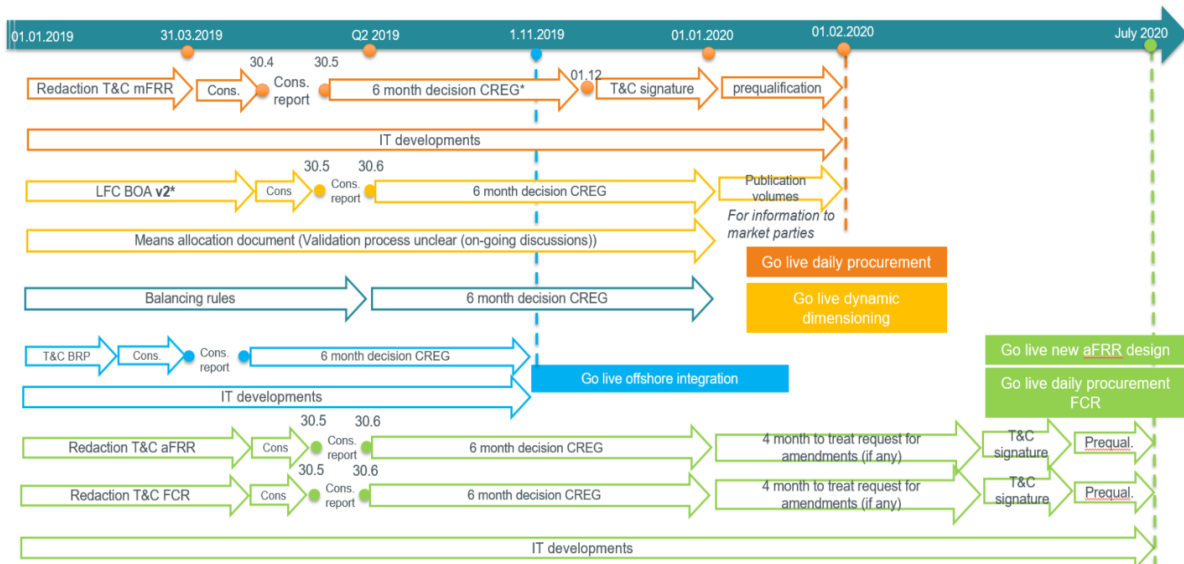 01.01.2019
31.03.2019
Q2 2019
1.11.2019
01.01.2020
01.02.2020
July 2020
30.4
30.5
01.12
Redaction T&C mFRR
Cons.
Cons.
report
6 month decision CREG*
T&C signature
prequalification
IT developments
30.5
30.6
LFC BOA v2*
Cons
Cons.
report
6 month decision CREG
Publication
volumes
For information to
market parties
Means allocation document (Validation process unclear (on-going discussions))
Go live daily procurement
Balancing rules
6 month decision CREG
Go live dynamic
dimensioning
T&C BRP
Cons.
Cons.
report
6 month decision CREG
Go live new aFRR design
Go live offshore integration
IT developments
Go live daily procurement
FCR
30.5
30.6
Redaction T&C aFRR
Cons
Cons.
report
6 month decision CREG
4 month to treat request for
amendments (if any)
T&C
signature
Prequal.
30.5
30.6
Redaction T&C FCR
Cons
Cons.
report
6 month decision CREG
4 month to treat request for
amendments (if any)
T&C
signature
Prequal.
IT developments